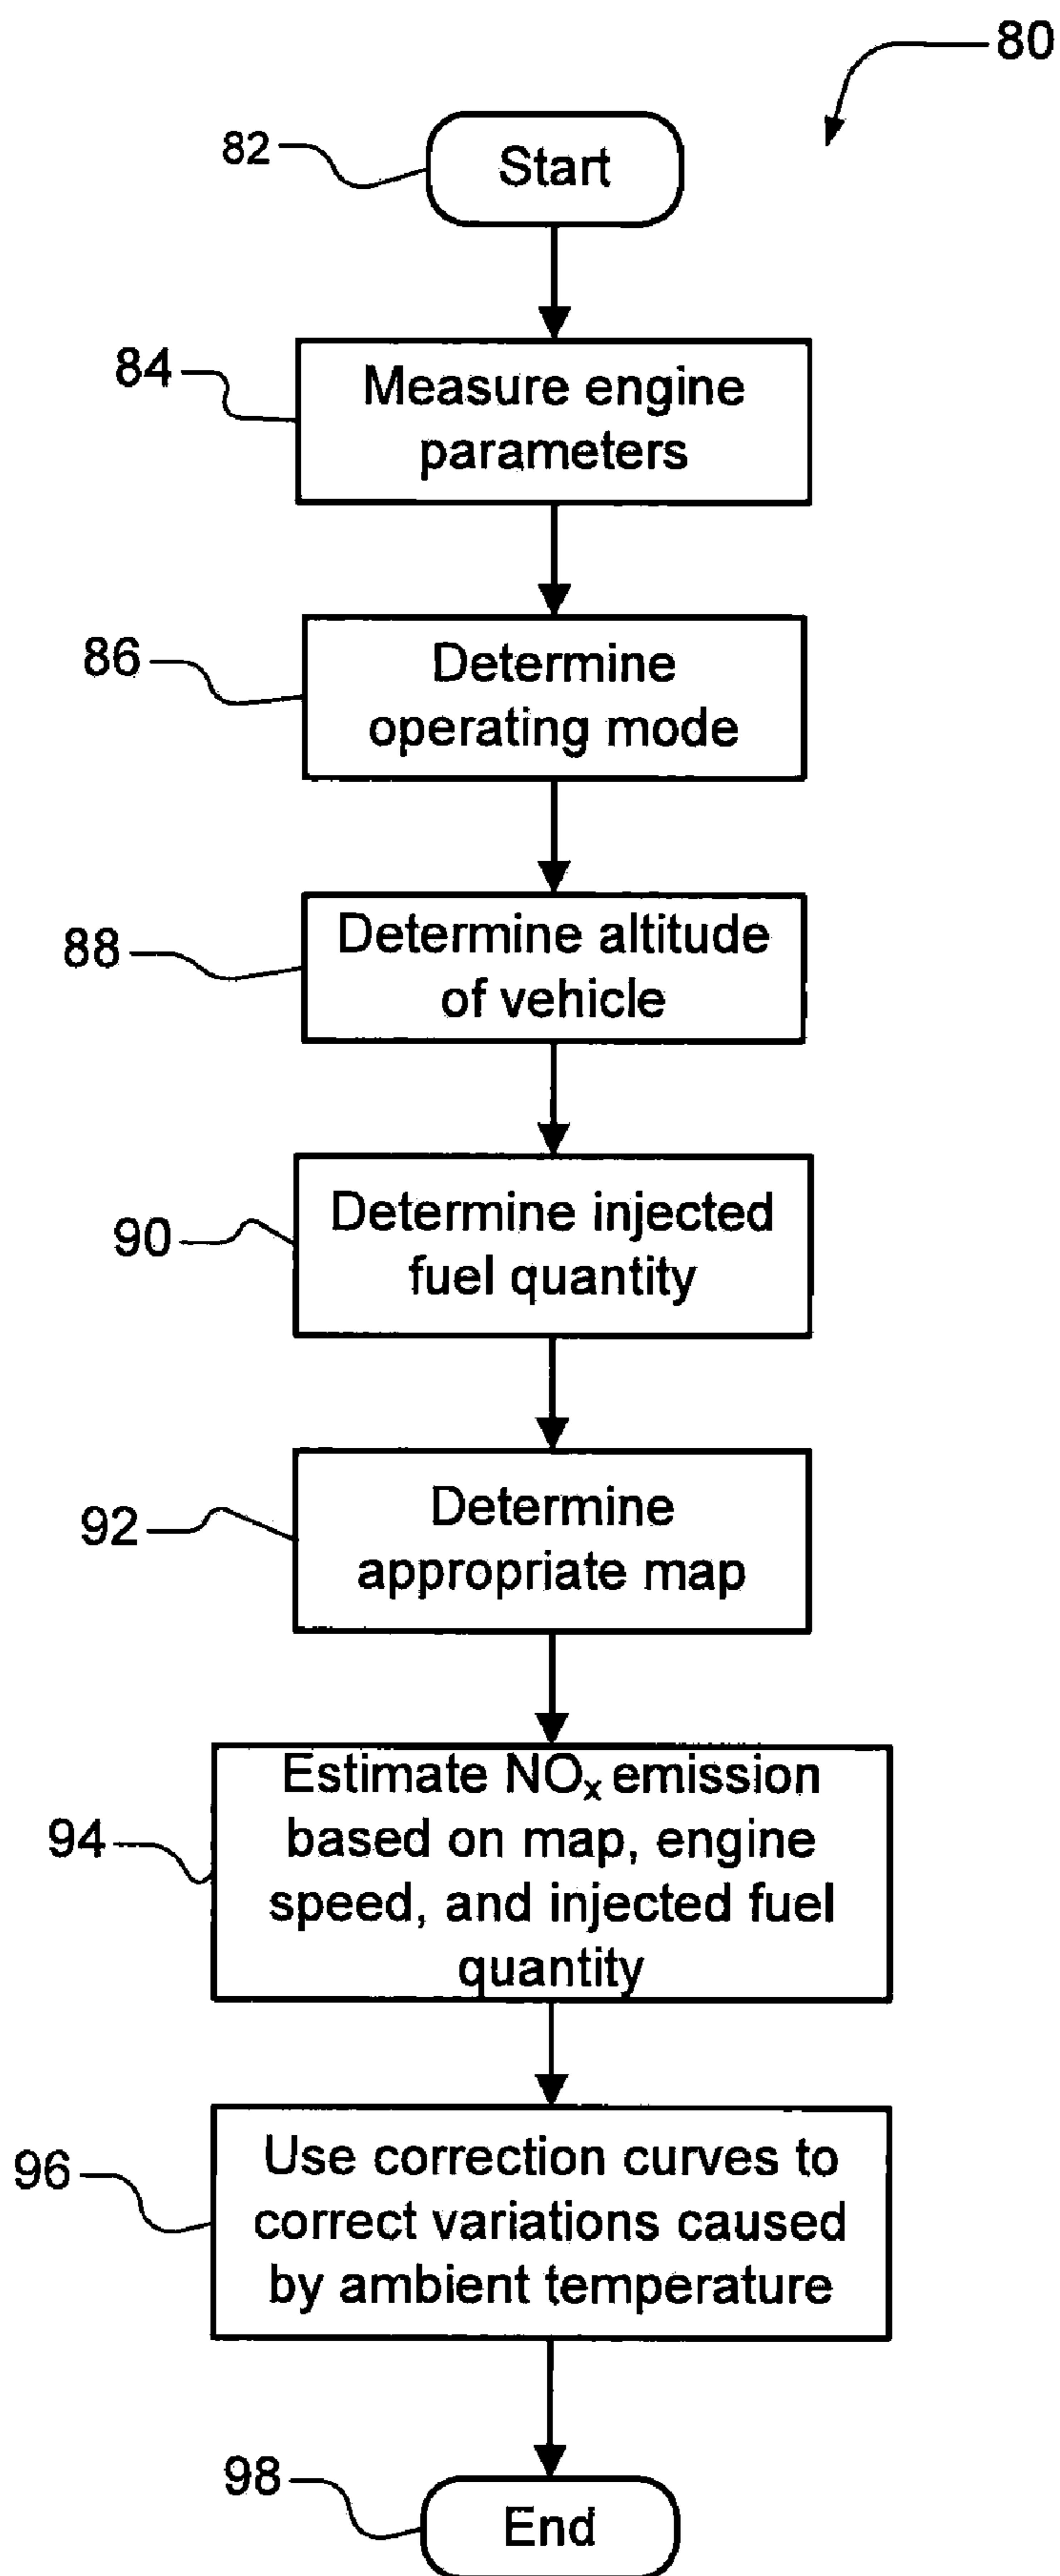 80
82
Start
84
Measure engine
parameters
86
Determine
operating mode
88
Determine altitude
of vehicle
90
Determine injected
fuel quantity
92
Determine
appropriate map
94
Estimate NOx emission
based on map, engine
speed, and injected fuel
quantity
96
Use correction curves to
correct variations caused
by ambient temperature
98
End